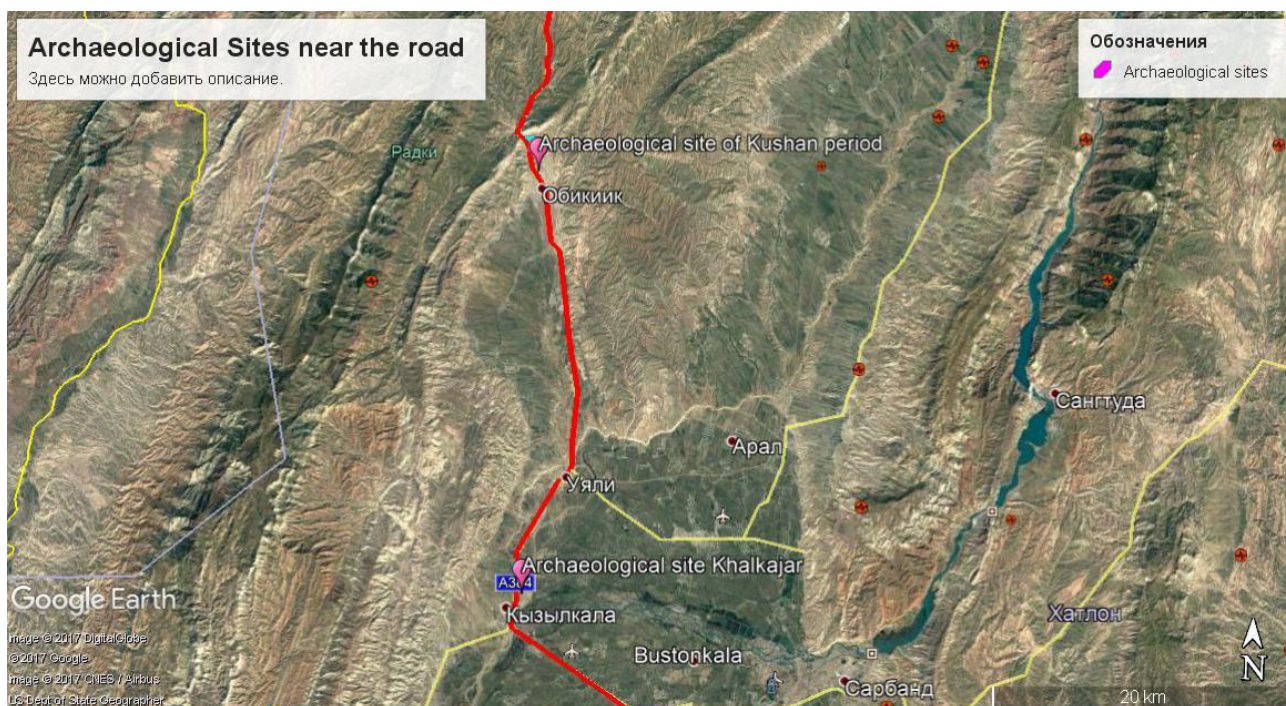 Archaeological Sites near the road
Здесь можно добавить описание.
Обозначения
Archaeological sites
Радки
Archaeological site of Kushan period
Обикиик
Сангтуда
Арал
Уяли
Archaeological site Khalkajar
A384
Google Earth
Кызылкала
Хатлон
Image © 2017 DigitalGlobe
© 2017 Google
Bustonkala
N
Image © 2017 CNES / Airbus
Сарбанд
US Dept of State Geographer
20 km